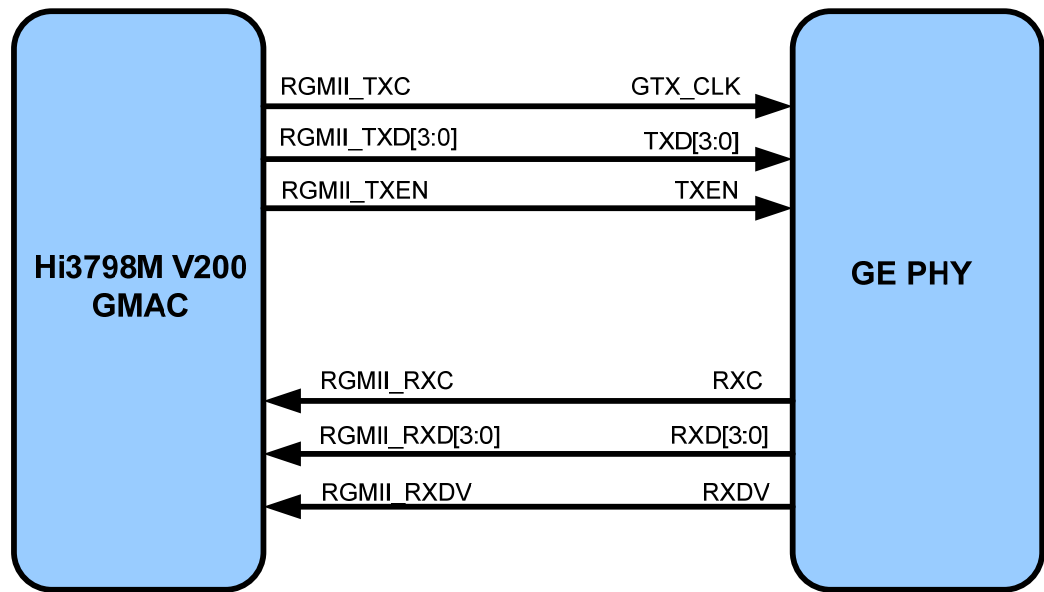 RGMII_TXC GTX_CLK
RGMII_TXD[3:0] TXD[3:0]
RGMII_TXEN TXEN
Hi3798M V200
GMAC
GE PHY
RGMII_RXC RXC
RGMII_RXD[3:0] RXD[3:0]
RGMII_RXDV RXDV